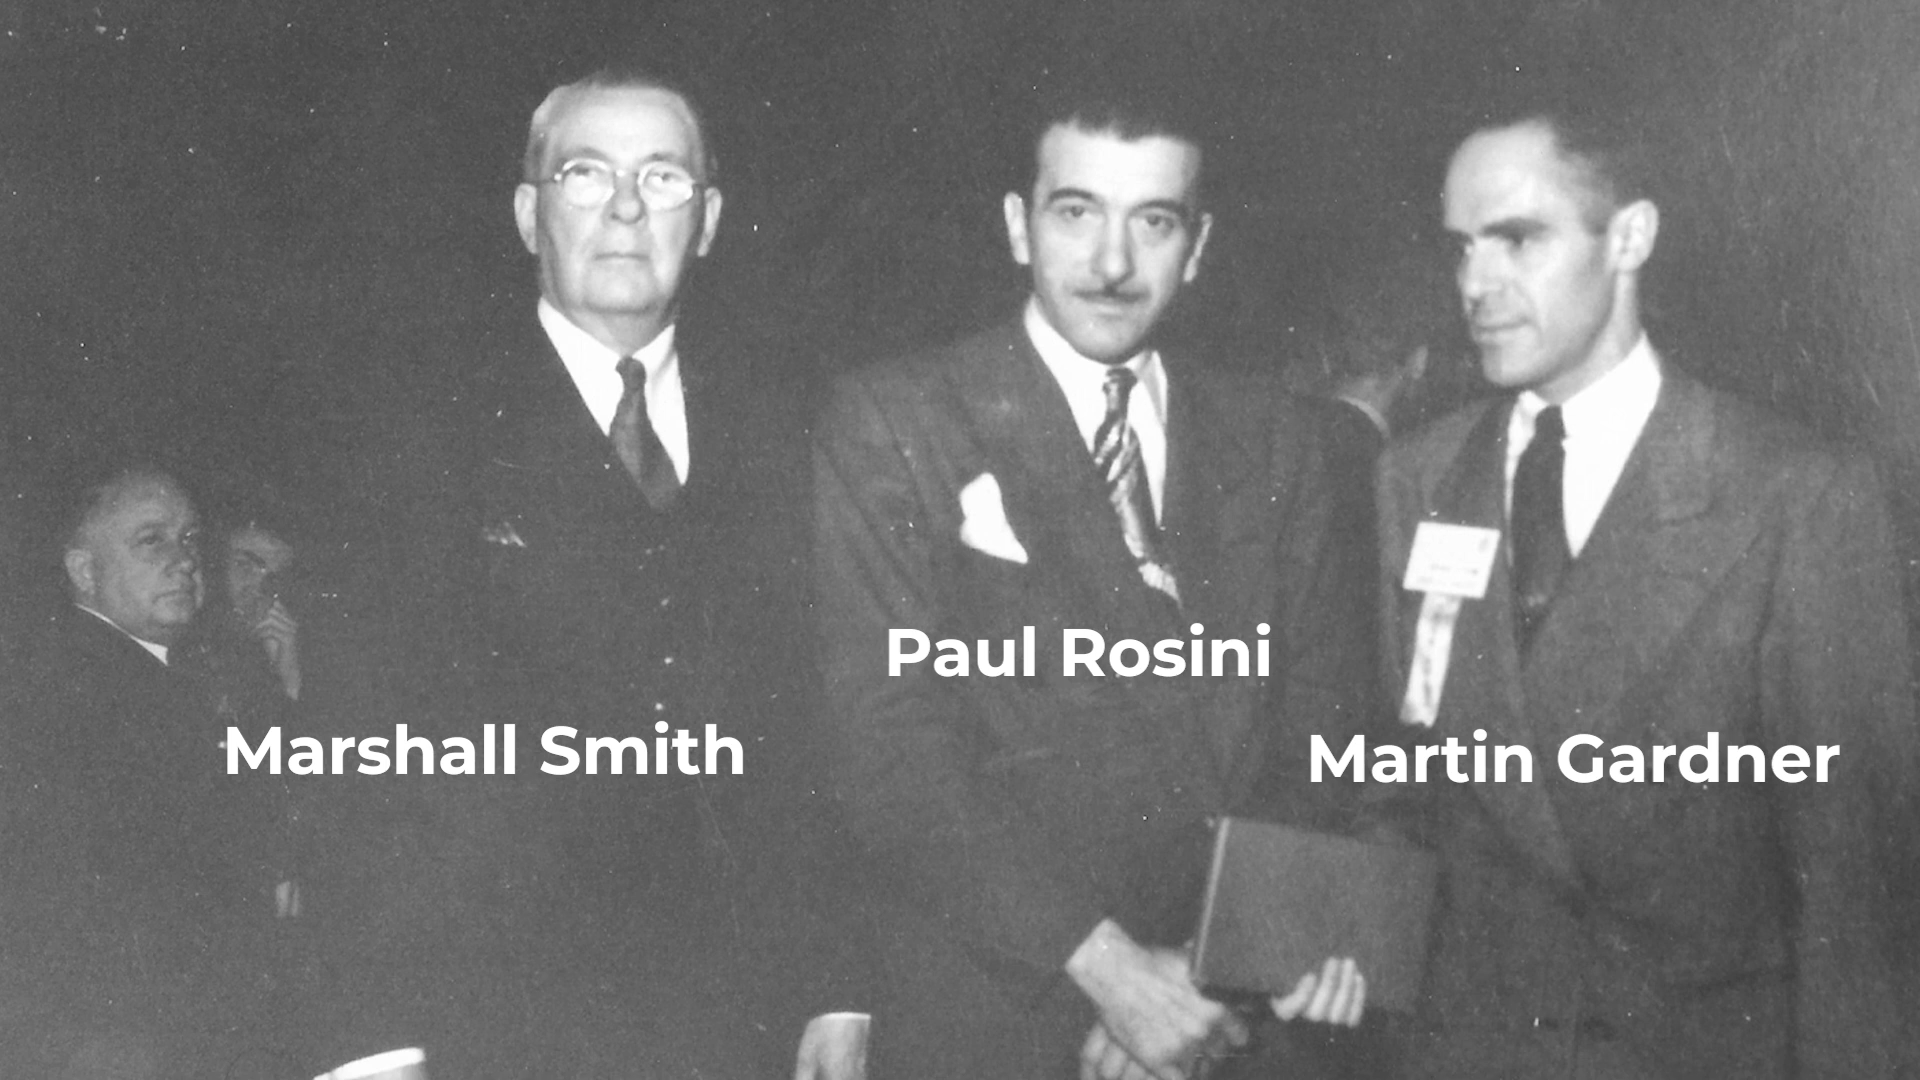 Paul Rosini
Marshall Smith
Martin Gardner